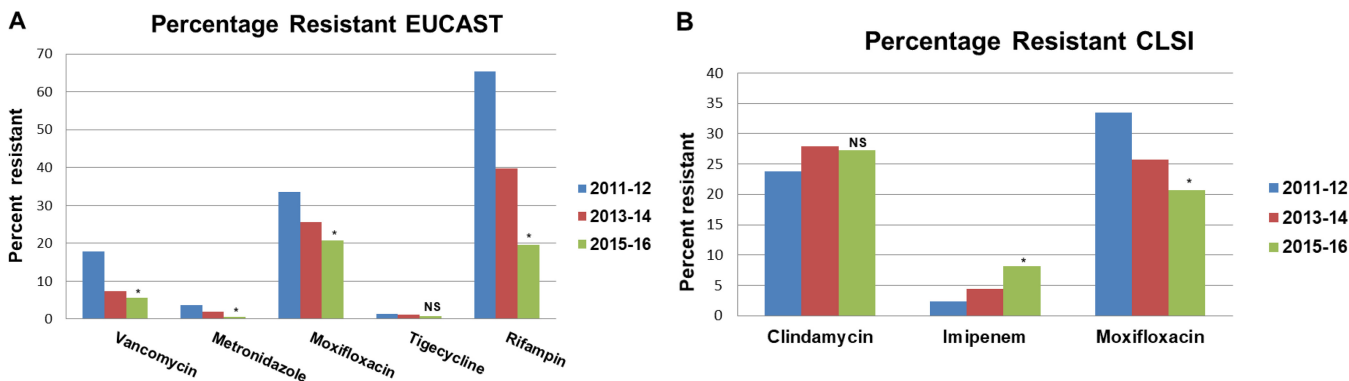 A
Percentage Resistant EUCAST
Percent resistant
70
60
50
40
30
20
10
0
*
*
*
NS
*
Vancomycin
Metronidazole
Moxifloxacin
Tigecycline
Rifampin
2011-12
2013-14
2015-16
B
Percentage Resistant CLSI
Percent resistant
40
35
30
25
20
15
10
5
0
NS
*
*
Clindamycin
Imipenem
Moxifloxacin
2011-12
2013-14
2015-16